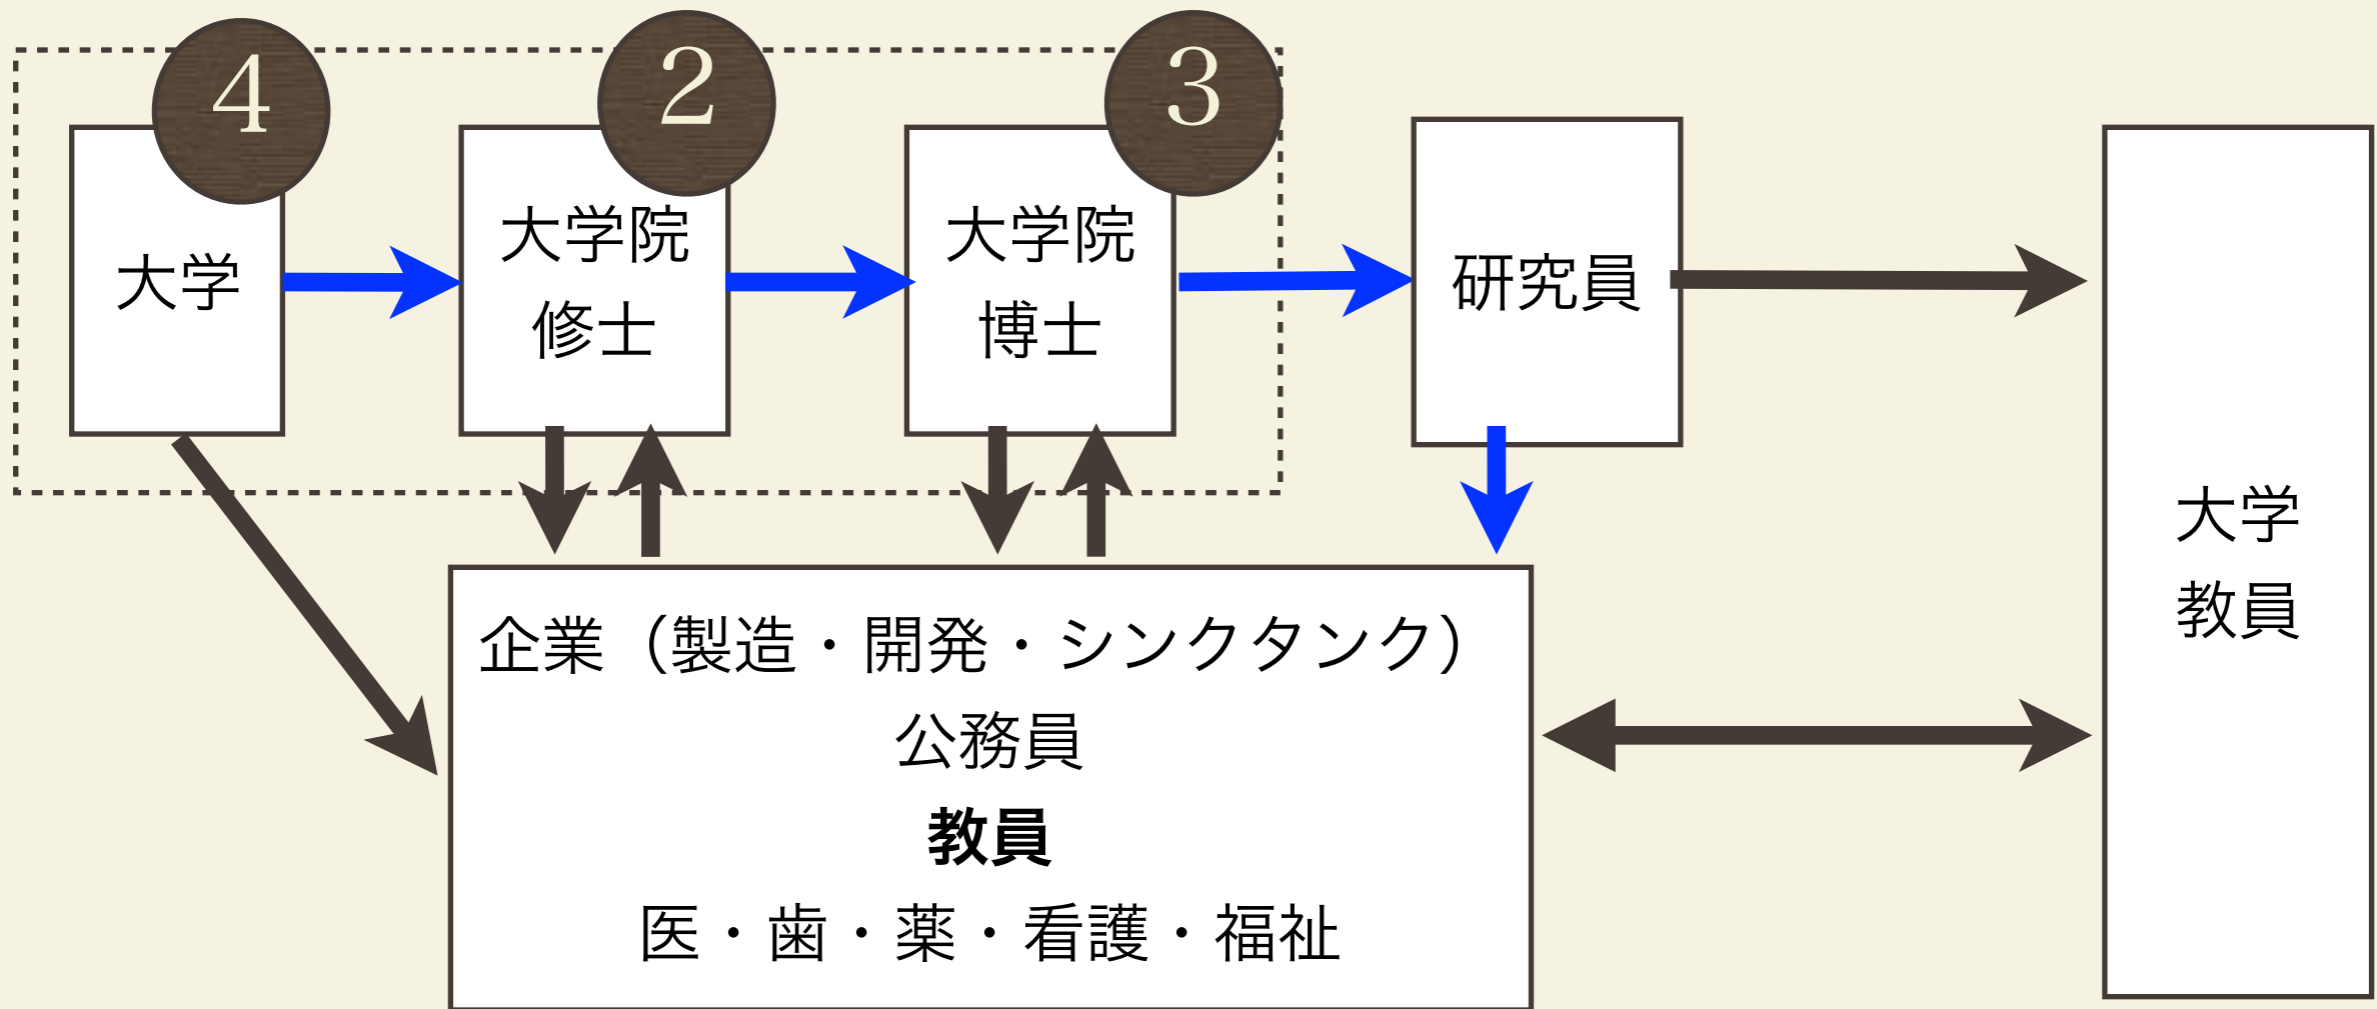 4
2
3
大学
大学院
修士
大学院
博士
研究員
大学
教員
企業（製造・開発・シンクタンク）
公務員
教員
医・歯・薬・看護・福祉